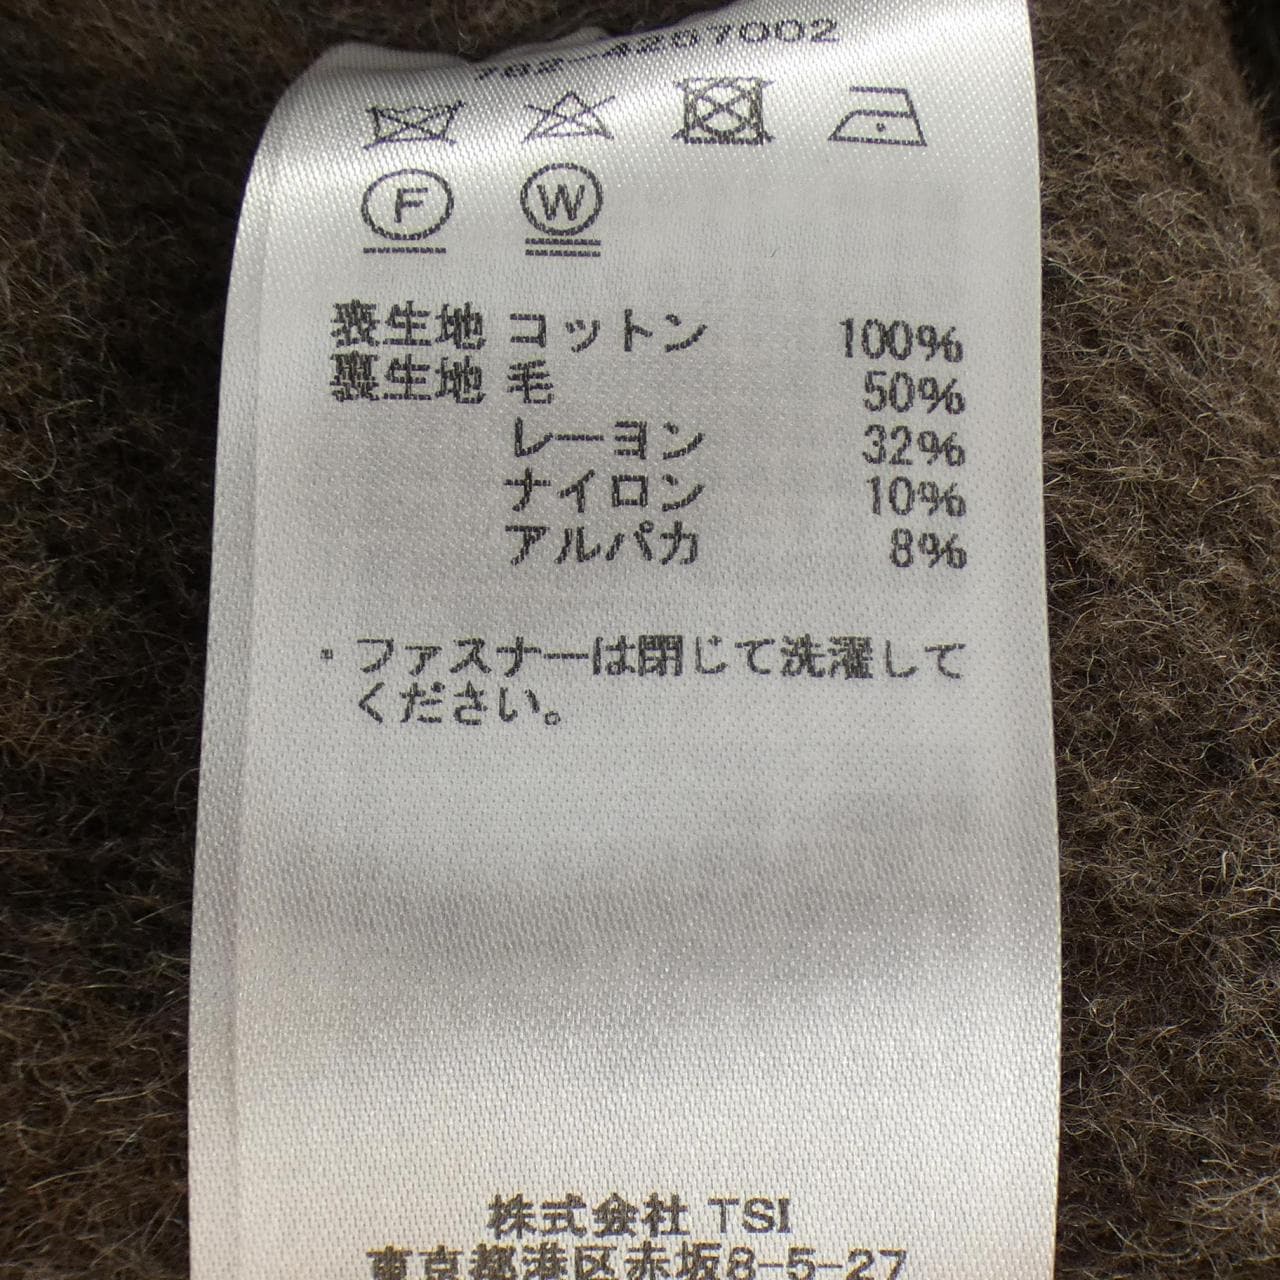 762-4267002
F W
表生地 コットン 100%
裏生地 毛 50%
レーヨン 32%
ナイロン 10%
アルパカ 8%
・ファスナーは閉じて洗濯して
ください。
株式会社 TSI
東京都港区赤坂8-5-27